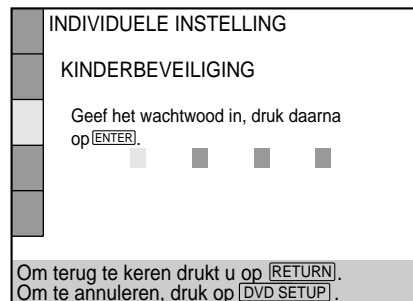 INDIVIDUELE INSTELLING
KINDERBEVEILIGING
Geef het wachtwood in, druk daarna
op ENTER.
Om terug te keren drukt u op RETURN.
Om te annuleren, druk op DVD SETUP.